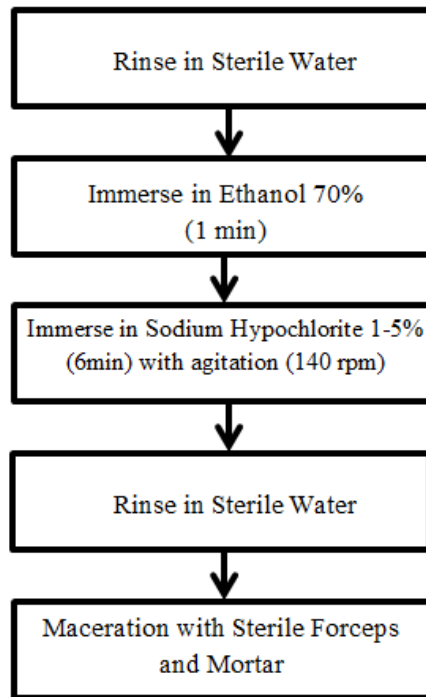 Rinse in Sterile Water
Immerse in Ethanol 70%
(1 min)
Immerse in Sodium Hypochlorite 1-5%
(6min) with agitation (140 rpm)
Rinse in Sterile Water
Maceration with Sterile Forceps
and Mortar